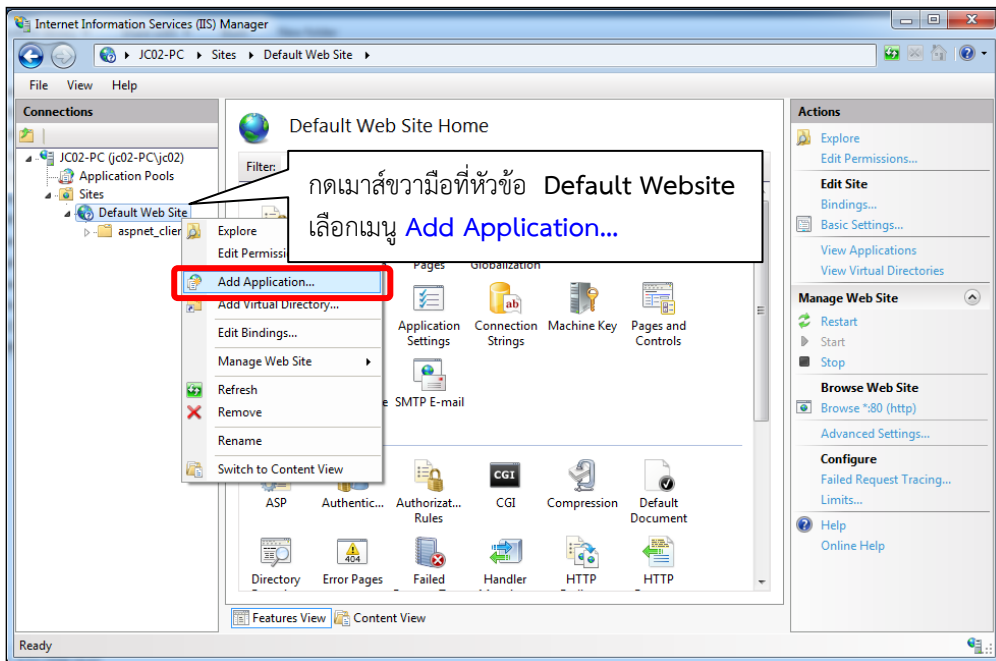 Internet Information Services (IIS) Manager
JC02-PC
Sites
Default Web Site
File View Help
Connections
JC02-PC (jc02-PC\jc02)
Application Pools
Sites
Default Web Site
aspnet_clier
Default Web Site Home
Filter:
กดเมาส์ขวามือที่หัวข้อ Default Website
เลือกเมนู Add Application...
Explore
Edit Permissi
Add Application...
Add Virtual Directory...
Edit Bindings...
Manage Web Site
Refresh
Remove
Rename
Switch to Content View
Pages Globalization
Application Settings
Connection Strings
Machine Key
Pages and Controls
e SMTP E-mail
ASP
Authentic...
Authorizat... Rules
CGI
Compression
Default Document
Directory
Error Pages
Failed
Handler
HTTP
HTTP
Features View
Content View
Actions
Explore
Edit Permissions...
Edit Site
Bindings...
Basic Settings...
View Applications
View Virtual Directories
Manage Web Site
Restart
Start
Stop
Browse Web Site
Browse *:80 (http)
Advanced Settings...
Configure
Failed Request Tracing...
Limits...
Help
Online Help
Ready